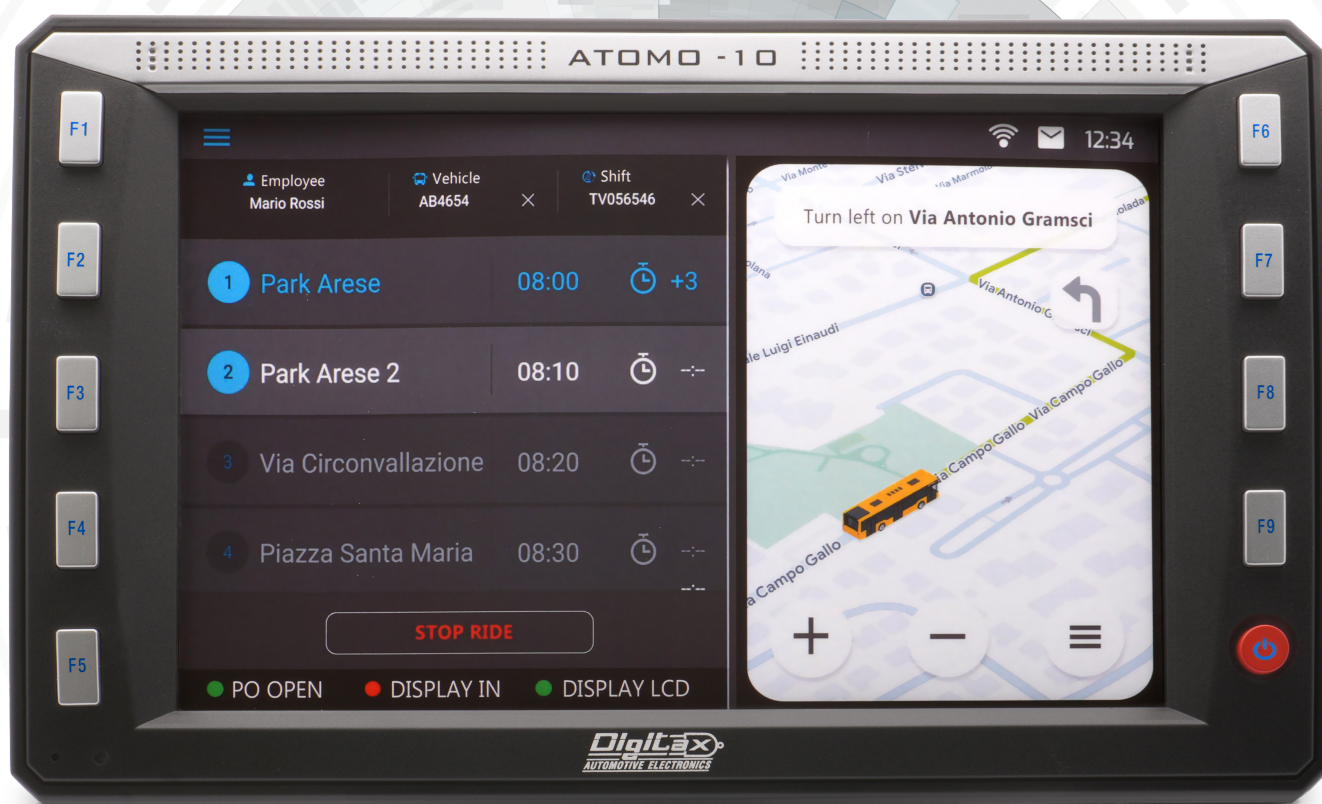 ATOMO -10
F1
F2
F3
F4
F5
F6
F7
F8
F9
12:34
Employee
Mario Rossi
Vehicle
AB4654
Shift
TV056546
1 Park Arese 08:00 +3
2 Park Arese 2 08:10 --:--
3 Via Circonvallazione 08:20 --:--
4 Piazza Santa Maria 08:30 --:--
--:--
STOP RIDE
PO OPEN
DISPLAY IN
DISPLAY LCD
Turn left on Via Antonio Gramsci
Via Monte
Via Marmolada
Via Antonio G
Luigi Einaudi
Via Campo Gallo
Via Campo Gallo
Campo Gallo
Digitax
AUTOMOTIVE ELECTRONICS